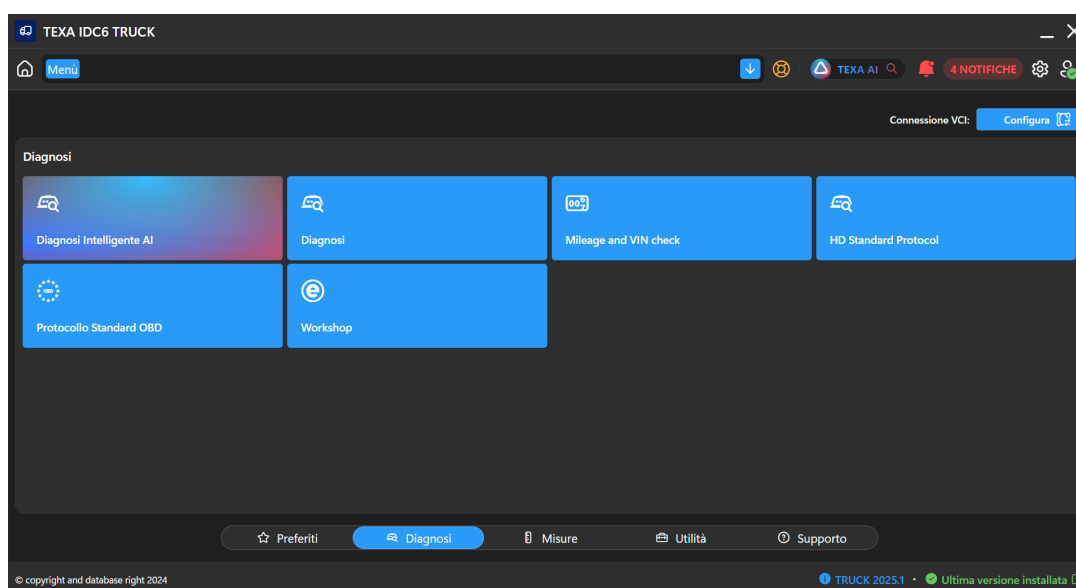 TEXA IDC6 TRUCK
Menù
TEXA AI
4 NOTIFICHE
Connessione VCI:
Configura
Diagnosi
Diagnosi Intelligente AI
Diagnosi
Mileage and VIN check
HD Standard Protocol
OBD
Protocollo Standard OBD
e
Workshop
Preferiti
Diagnosi
Misure
Utilità
Supporto
© copyright and database right 2024
TRUCK 2025.1 • Ultima versione installata